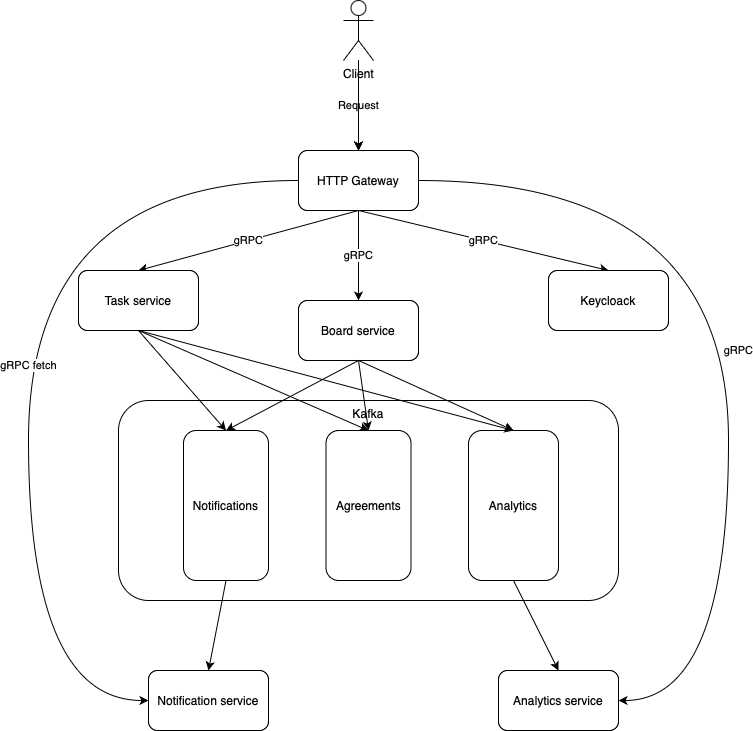 Client
Request
HTTP Gateway
gRPC
gRPC
gRPC
Task service
Keycloack
Board service
gRPC
gRPC fetch
Kafka
Notifications
Agreements
Analytics
Notification service
Analytics service